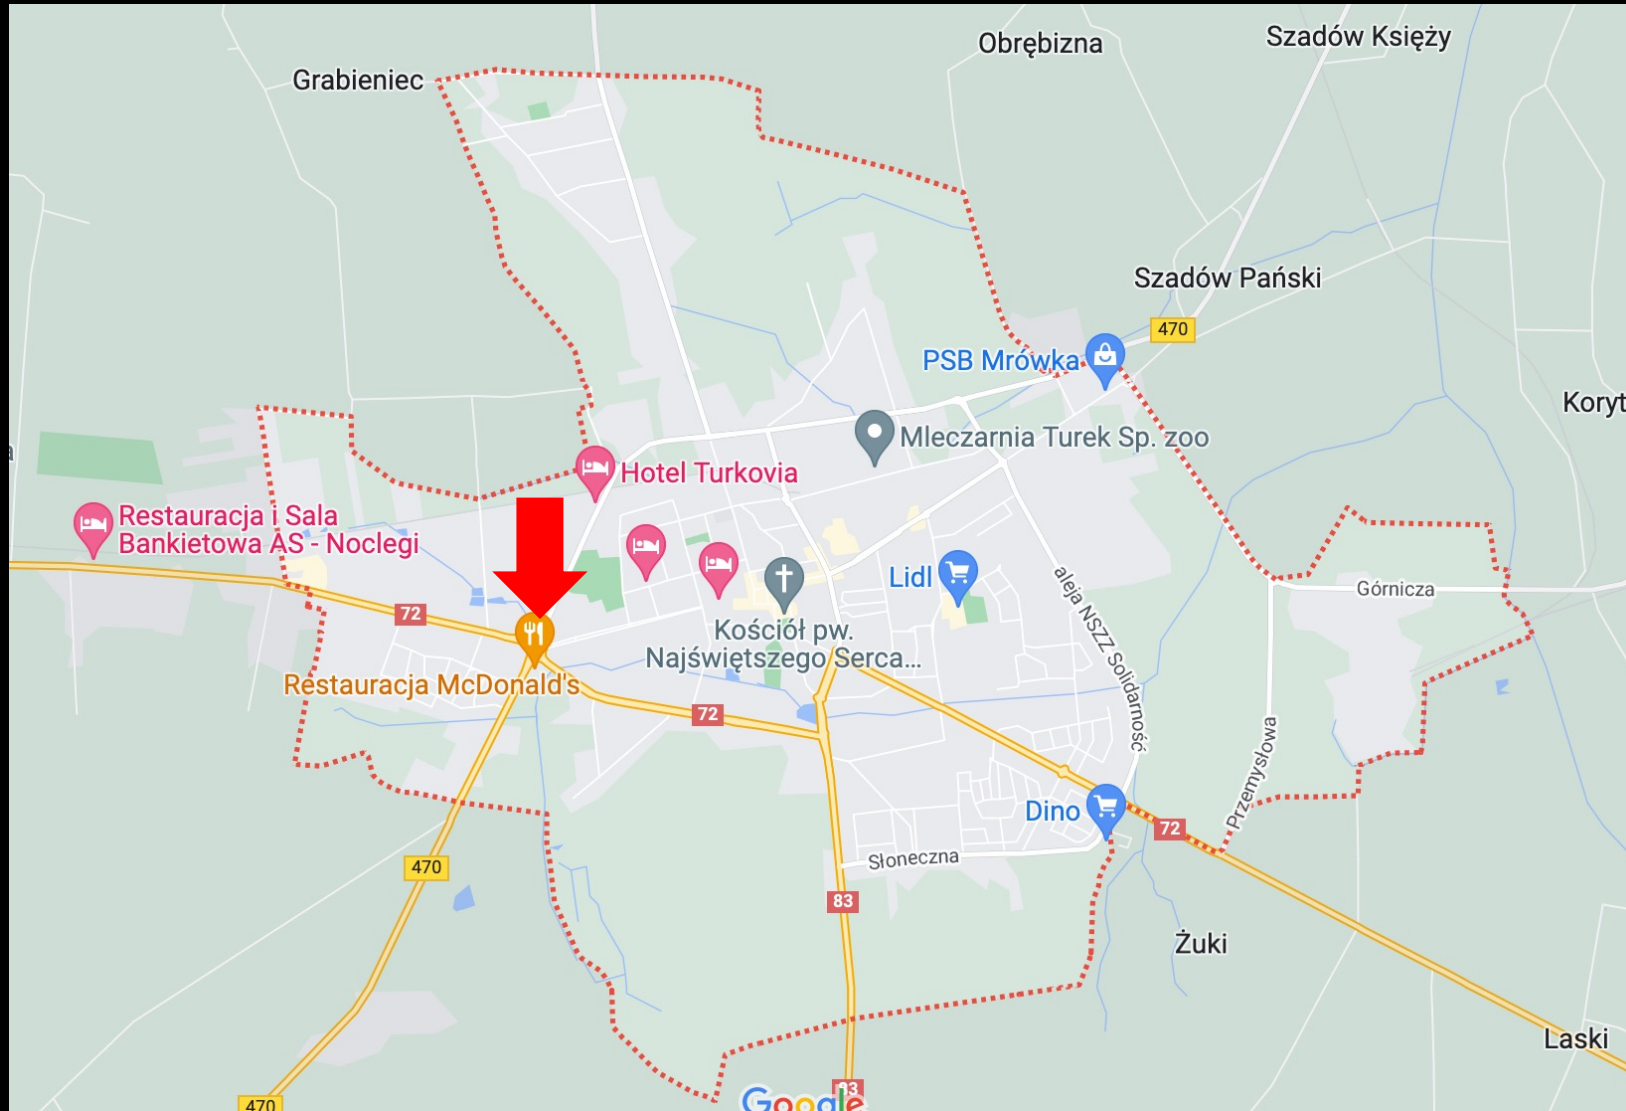 Obrębizna
Szadów Księży
Grabieniec
Szadów Pański
470
PSB Mrówka
Koryt
Mleczarnia Turek Sp. zoo
Hotel Turkovia
Restauracja i Sala
Bankietowa AS - Noclegi
Lidl
aleja NSZZ Solidarność
Górnicza
72
Kościół pw.
Najświętszego Serca...
Restauracja McDonald's
72
Przemysłowa
Dino
72
Słoneczna
470
83
Żuki
Laski
83
Google
470